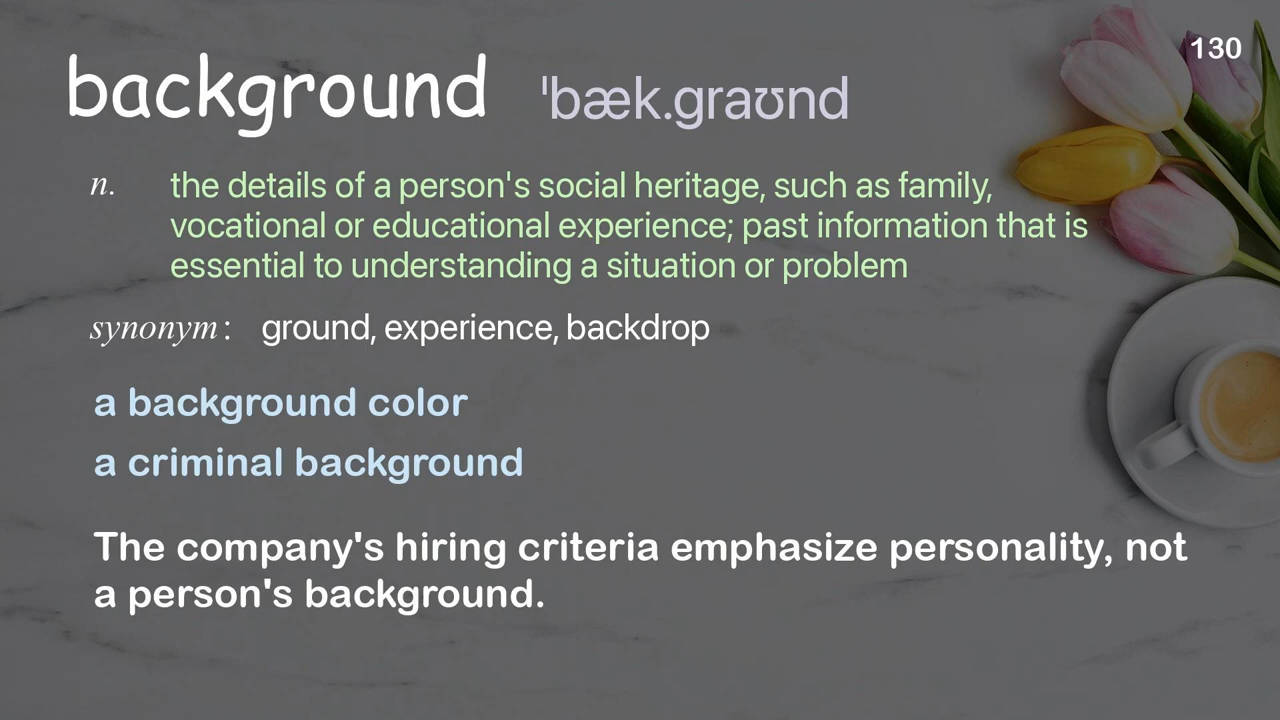 130
background ˈbæk.graʊnd
n. the details of a person's social heritage, such as family,
vocational or educational experience; past information that is
essential to understanding a situation or problem
synonym: ground, experience, backdrop
a background color
a criminal background
The company's hiring criteria emphasize personality, not
a person's background.